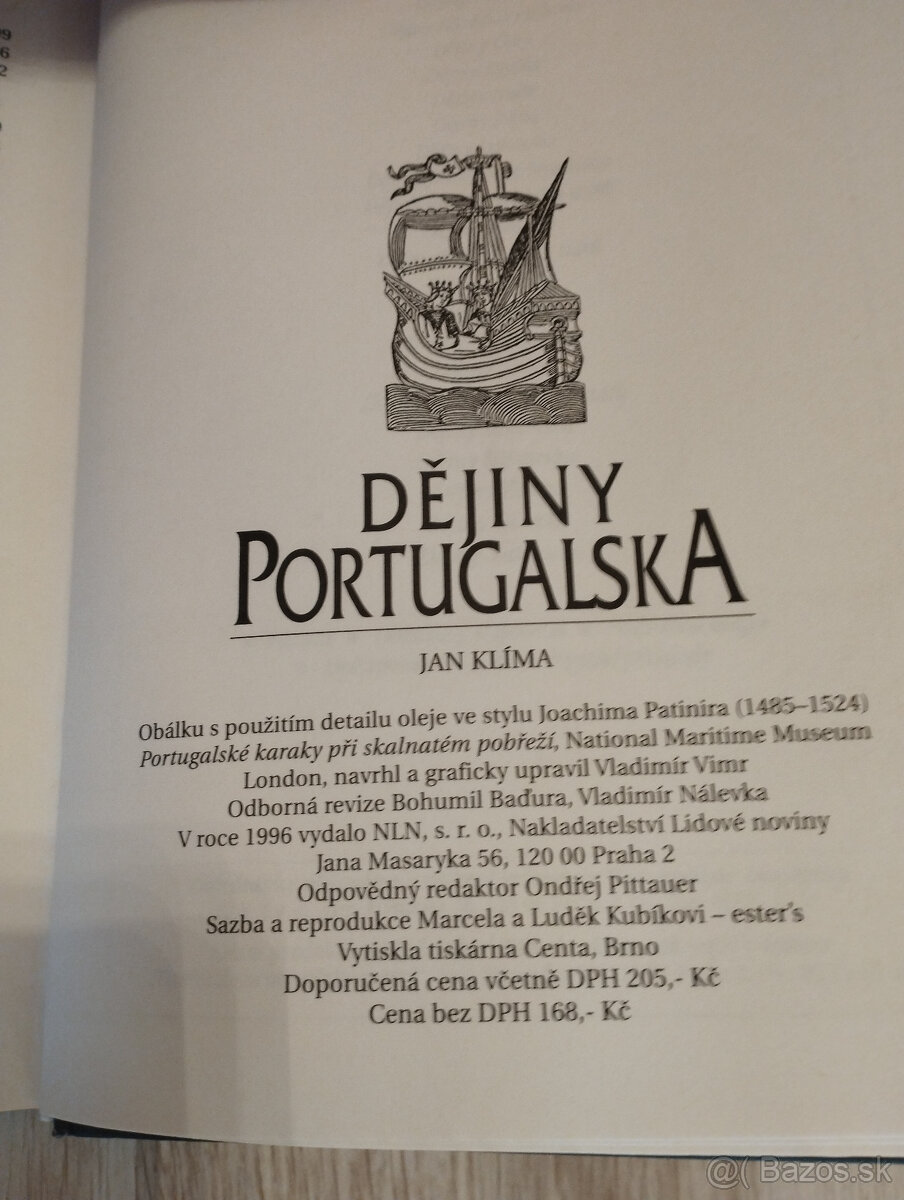 9
6
2
DĚJINY
PORTUGALSKA
JAN KLÍMA
Obálku s použitím detailu oleje ve stylu Joachima Patinira (1485–1524)
Portugalské karaky při skalnatém pobřeží, National Maritime Museum
London, navrhl a graficky upravil Vladimír Vimr
Odborná revize Bohumil Baďura, Vladimír Nálevka
V roce 1996 vydalo NLN, s. r. o., Nakladatelství Lidové noviny
Jana Masaryka 56, 120 00 Praha 2
Odpovědný redaktor Ondřej Pittauer
Sazba a reprodukce Marcela a Luděk Kubíkovi – ester's
Vytiskla tiskárna Centa, Brno
Doporučená cena včetně DPH 205,- Kč
Cena bez DPH 168,- Kč
@( Bazos.sk